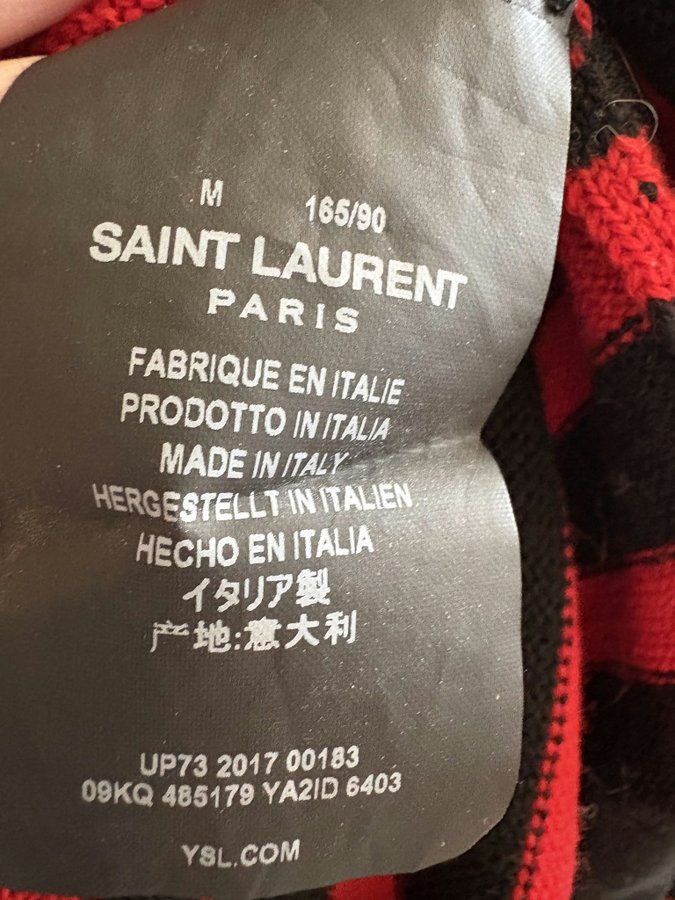 M 165/90
SAINT LAURENT
PARIS
FABRIQUE EN ITALIE
PRODOTTO IN ITALIA
MADE IN ITALY
HERGESTELLT IN ITALIEN
HECHO EN ITALIA
イタリア製
产地:意大利
UP73 2017 00183
09KQ 485179 YA2ID 6403
YSL.COM